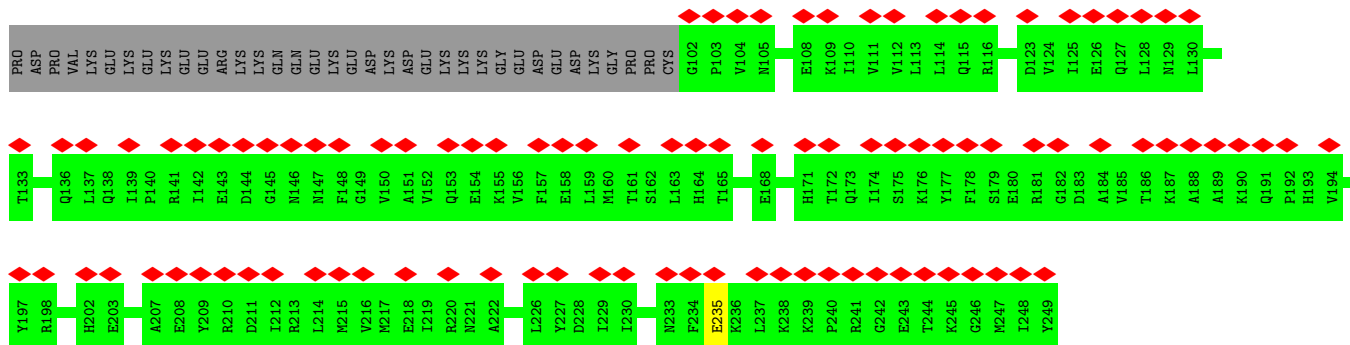 PRO ASP PRO VAL LYS GLU LYS GLU LYS GLU GLU ARG LYS LYS GLN GLN GLU LYS GLU ASP LYS ASP GLU LYS LYS LYS GLY GLU ASP GLU ASP LYS GLY PRO PRO CYS G102 P103 V104 N105 E108 K109 I110 V111 V112 L113 L114 Q115 R116 D123 V124 I125 E126 Q127 L128 N129 L130
T133 Q136 L137 Q138 I139 P140 R141 I142 E143 D144 G145 N146 N147 F148 G149 V150 A151 V152 Q153 E154 K155 V156 F157 E158 L159 M160 T161 S162 L163 H164 T165 E168 H171 T172 Q173 I174 S175 K176 Y177 F178 S179 E180 R181 G182 D183 A184 V185 T186 K187 A188 A189 K190 Q191 P192 H193 V194
Y197 R198 H202 E203 A207 E208 Y209 R210 D211 I212 R213 L214 M215 V216 M217 E218 I219 R220 N221 A222 L226 Y227 D228 I229 I230 N233 F234 E235 K236 L237 K238 K239 P240 R241 G242 E243 T244 K245 G246 M247 I248 Y249